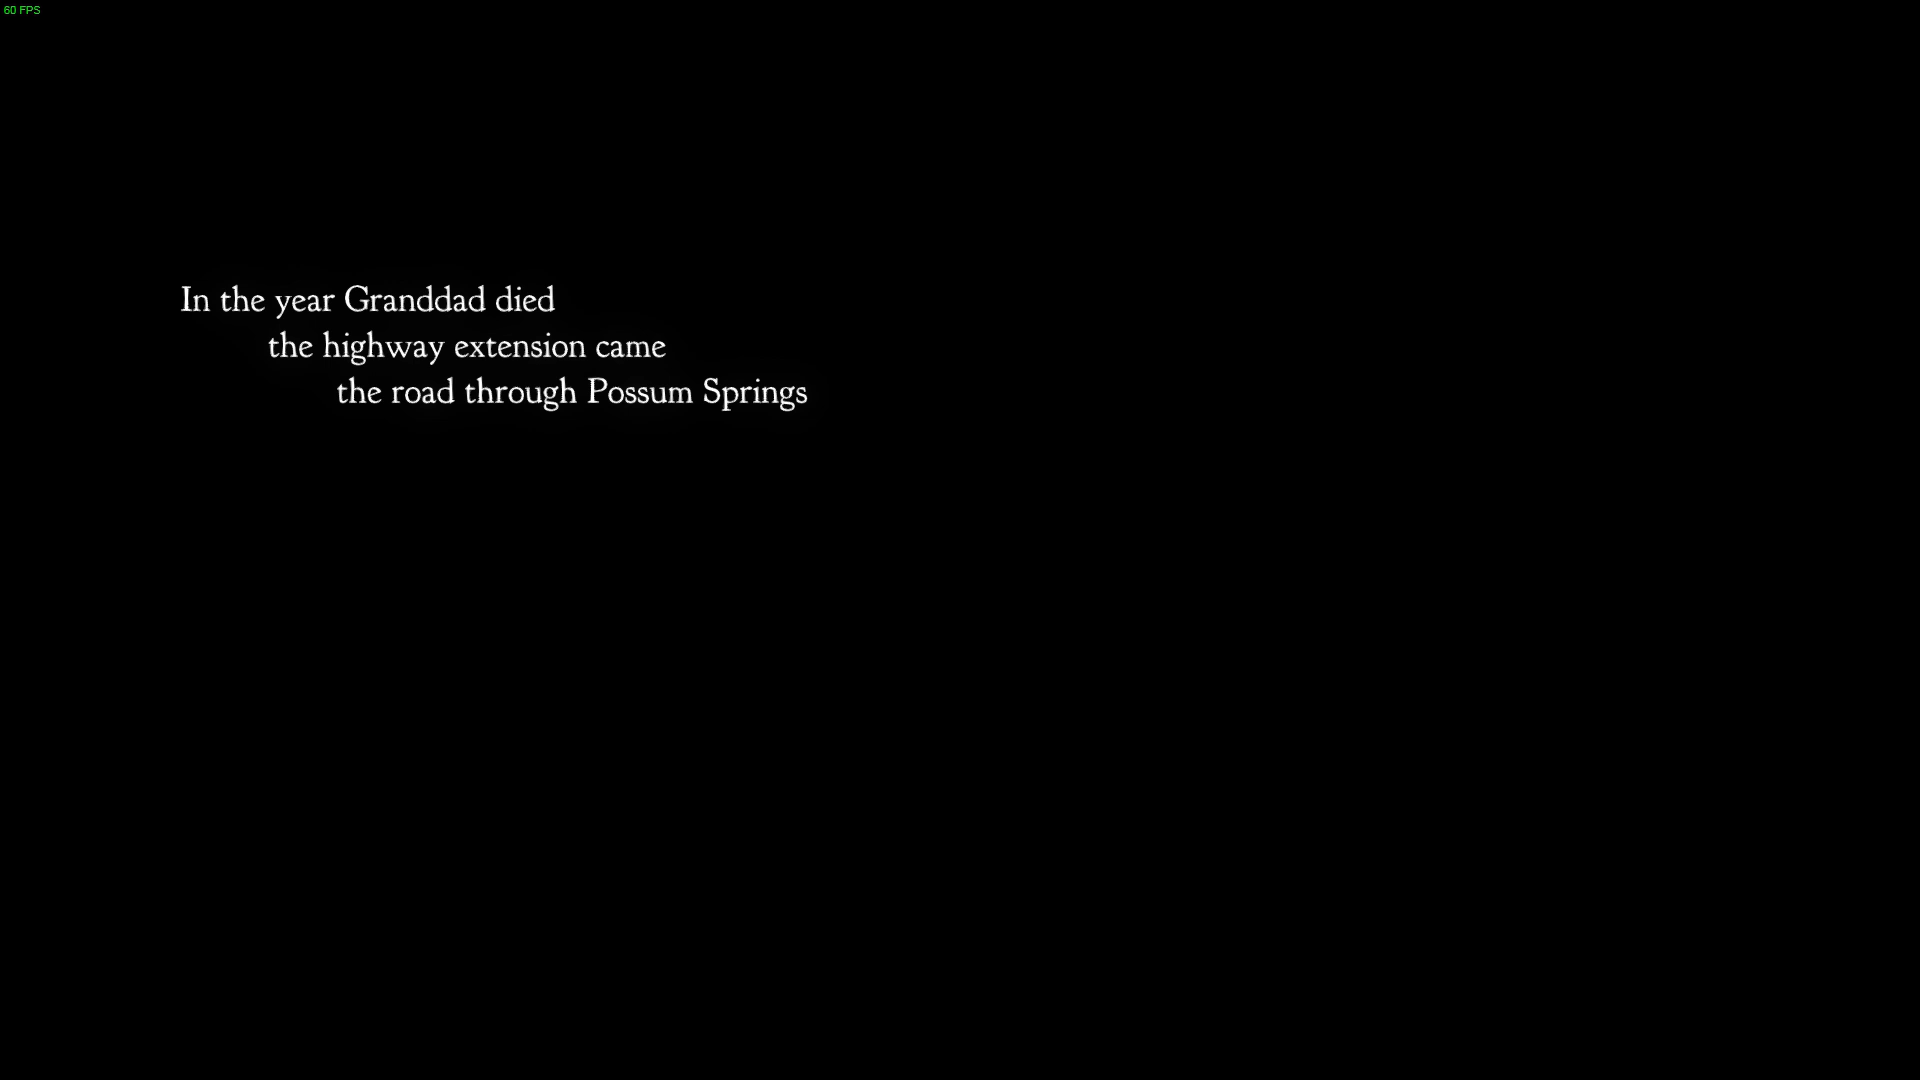 60 FPS
In the year Granddad died
the highway extension came
the road through Possum Springs